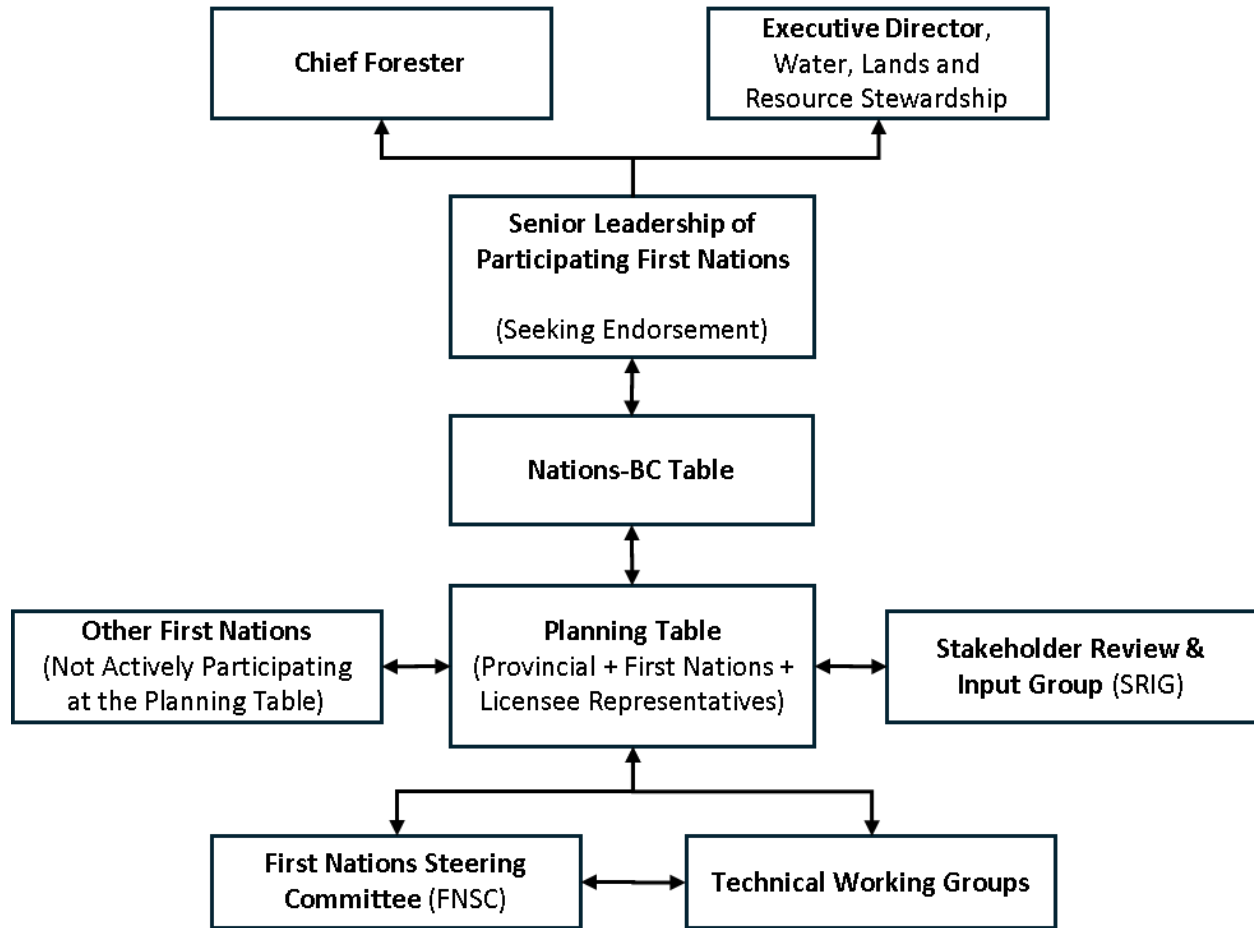 Chief Forester
Executive Director,
Water, Lands and
Resource Stewardship
Senior Leadership of
Participating First Nations
(Seeking Endorsement)
Nations-BC Table
Other First Nations
(Not Actively Participating
at the Planning Table)
Planning Table
(Provincial + First Nations +
Licensee Representatives)
Stakeholder Review &
Input Group (SRIG)
First Nations Steering
Committee (FNSC)
Technical Working Groups